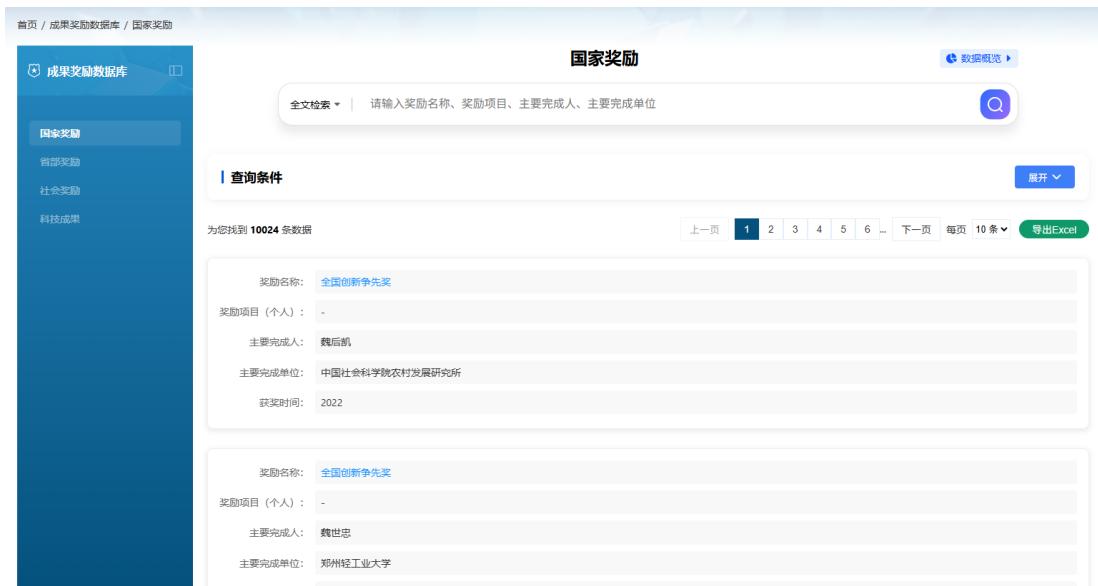 首页 / 成果奖励数据库 / 国家奖励
成果奖励数据库
国家奖励
省部奖励
社会奖励
科技成果
国家奖励
数据概览
全文检索 请输入奖励名称、奖励项目、主要完成人、主要完成单位
查询条件 展开
为您找到 10024 条数据 上一页 1 2 3 4 5 6 ... 下一页 每页 10 条 导出Excel
奖励名称: 全国创新争先奖
奖励项目（个人）: -
主要完成人: 魏后凯
主要完成单位: 中国社会科学院农村发展研究所
获奖时间: 2022
奖励名称: 全国创新争先奖
奖励项目（个人）: -
主要完成人: 魏世忠
主要完成单位: 郑州轻工业大学